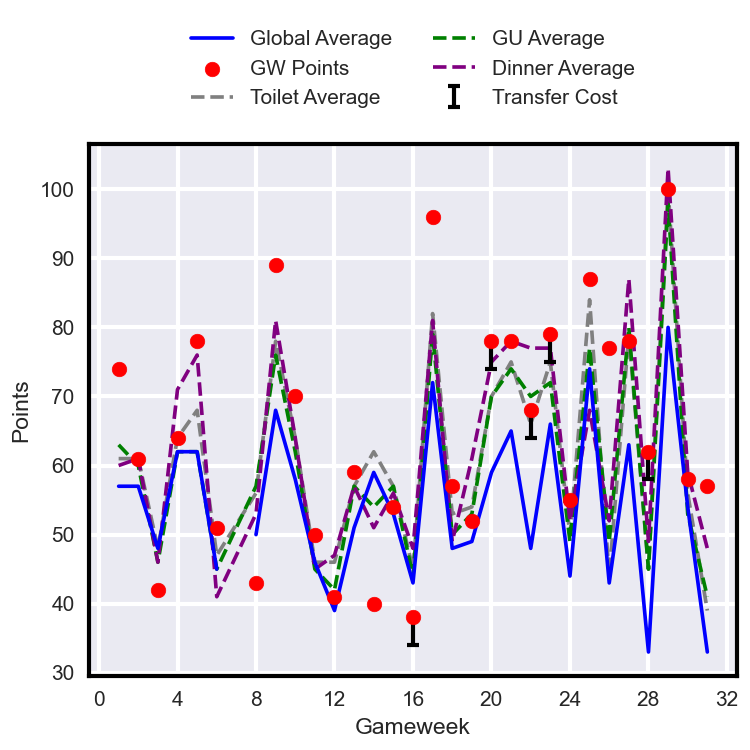 Global Average
GW Points
Toilet Average
GU Average
Dinner Average
Transfer Cost
100
90
80
70
60
50
40
30
Points
0 4 8 12 16 20 24 28 32
Gameweek